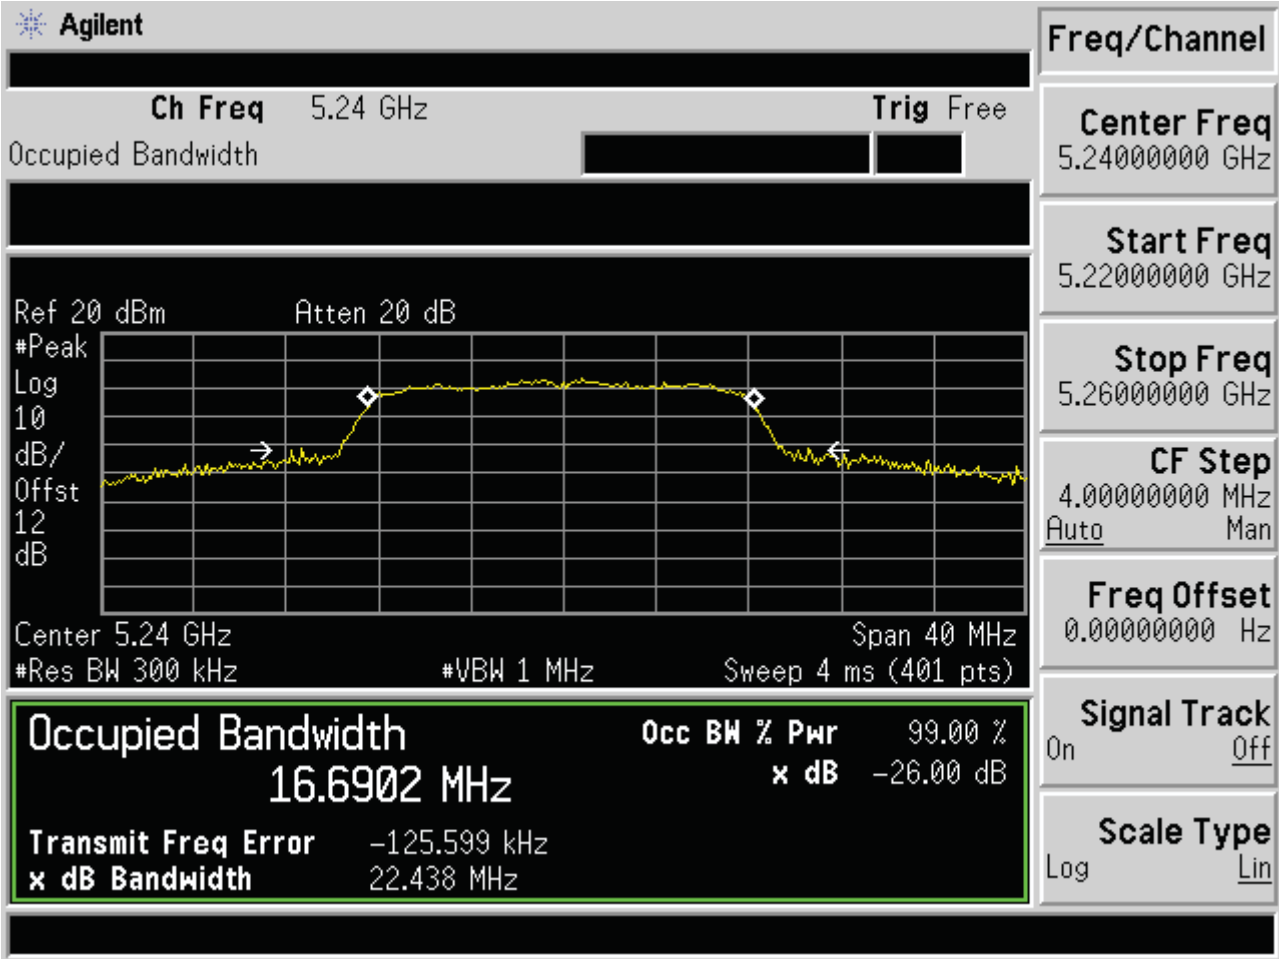 Agilent
Ch Freq 5.24 GHz Trig Free
Occupied Bandwidth
Ref 20 dBm Atten 20 dB
#Peak
Log
10
dB/
Offst
12
dB
Center 5.24 GHz Span 40 MHz
#Res BW 300 kHz #VBW 1 MHz Sweep 4 ms (401 pts)
Occupied Bandwidth Occ BW % Pwr 99.00 %
16.6902 MHz x dB -26.00 dB
Transmit Freq Error -125.599 kHz
x dB Bandwidth 22.438 MHz
Freq/Channel
Center Freq
5.24000000 GHz
Start Freq
5.22000000 GHz
Stop Freq
5.26000000 GHz
CF Step
4.00000000 MHz
Auto Man
Freq Offset
0.00000000 Hz
Signal Track
On Off
Scale Type
Log Lin